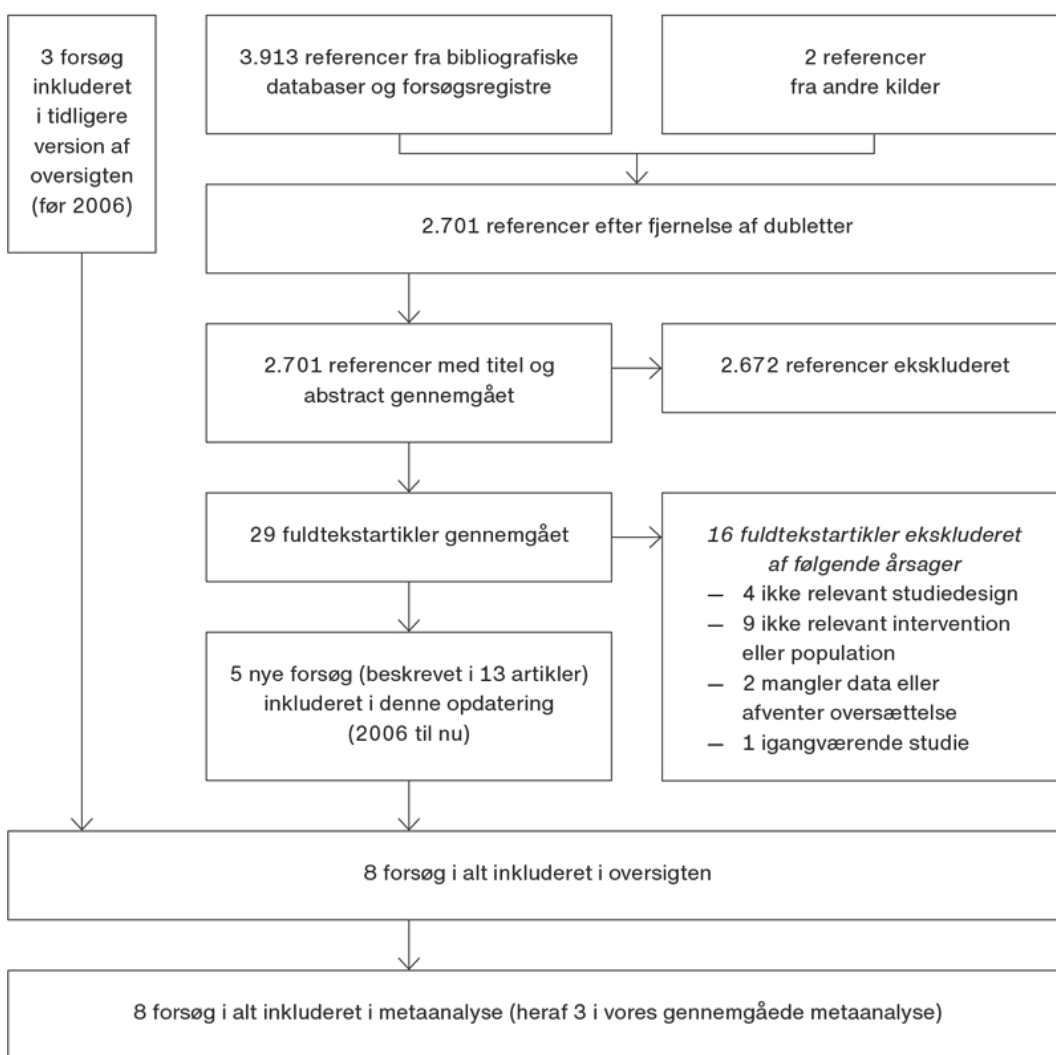 3 forsøg
inkluderet
i tidligere
version af
oversigten
(før 2006)
3.913 referencer fra bibliografiske
databaser og forsøgsregistre
2 referencer
fra andre kilder
2.701 referencer efter fjernelse af dubletter
2.701 referencer med titel og
abstract gennemgået
2.672 referencer ekskluderet
29 fuldtekstartikler gennemgået
16 fuldtekstartikler ekskluderet
af følgende årsager
— 4 ikke relevant studiedesign
— 9 ikke relevant intervention
eller population
— 2 mangler data eller
afventer oversættelse
— 1 igangværende studie
5 nye forsøg (beskrevet i 13 artikler)
inkluderet i denne opdatering
(2006 til nu)
8 forsøg i alt inkluderet i oversigten
8 forsøg i alt inkluderet i metaanalyse (heraf 3 i vores gennemgåede metaanalyse)